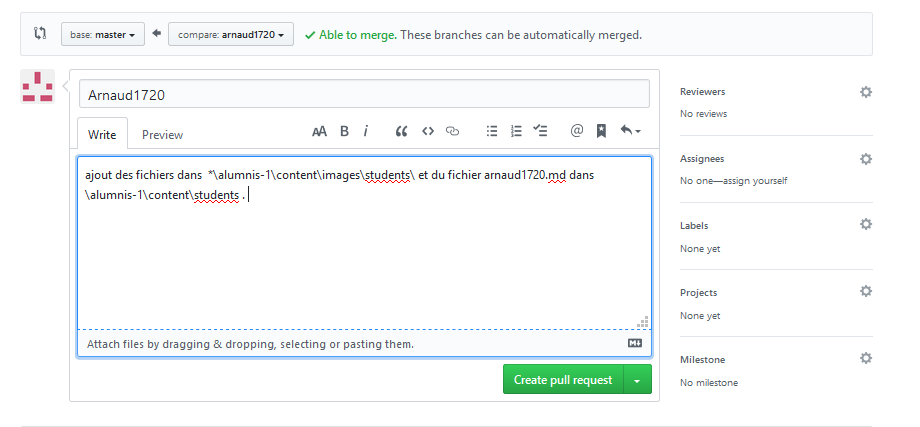 base: master compare: arnaud1720 Able to merge. These branches can be automatically merged.
Arnaud1720
Write Preview AA B i @
ajout des fichiers dans *\alumnis-1\content\images\students\ et du fichier arnaud1720.md dans
\alumnis-1\content\students .
Attach files by dragging & dropping, selecting or pasting them.
Create pull request
Reviewers
No reviews
Assignees
No one—assign yourself
Labels
None yet
Projects
None yet
Milestone
No milestone